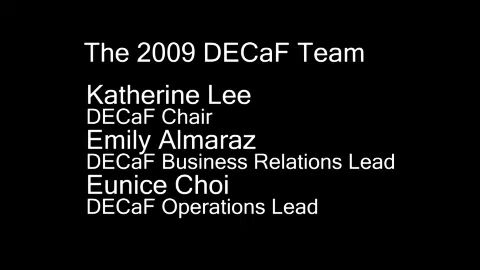 The 2009 DECaF Team
Katherine Lee
DECaF Chair
Emily Almaraz
DECaF Business Relations Lead
Eunice Choi
DECaF Operations Lead